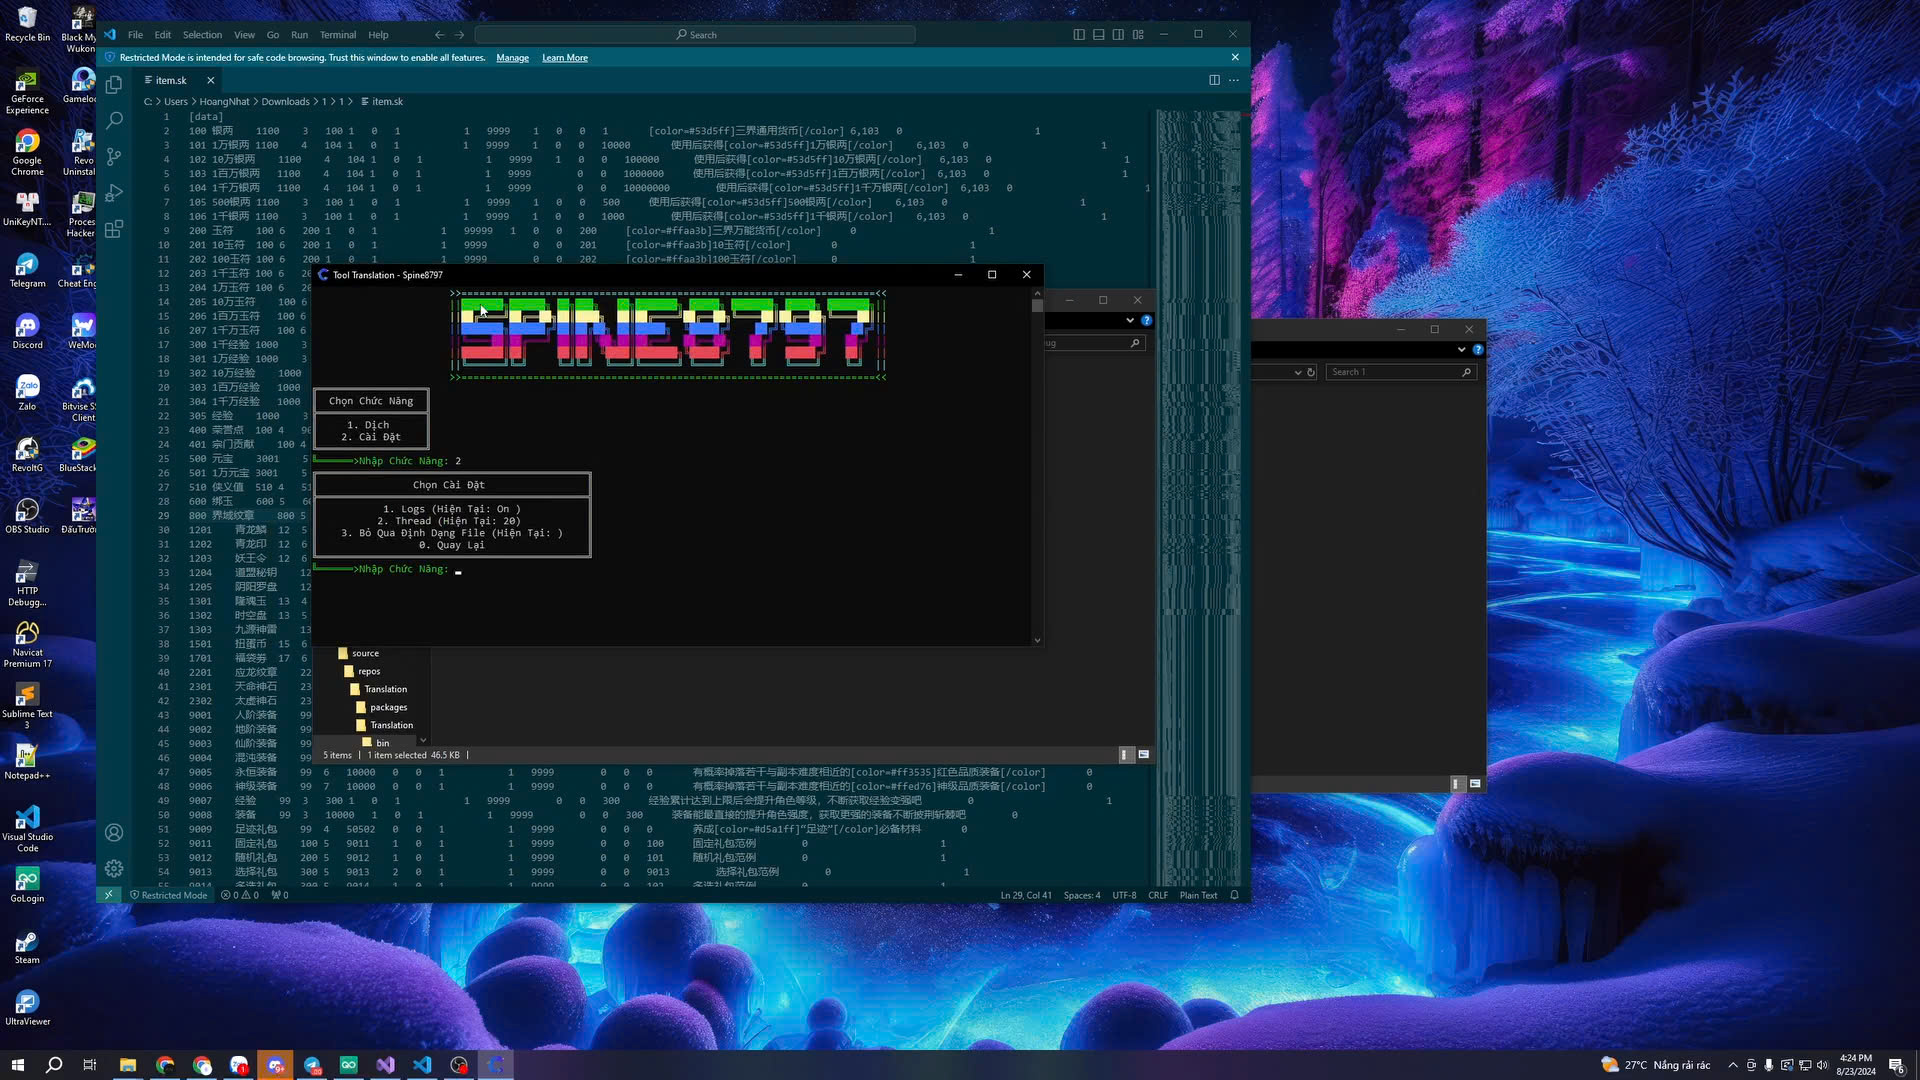 Recycle Bin
Black My
Wukon
GeForce
Experience
Gameloo
Google
Chrome
Revo
Uninstal
UniKeyNT....
Proces
Hacker
Telegram
Cheat Eng
Discord
WeMo
Zalo
Bitvise S
Client
RevoltG
BlueStack
OBS Studio
ĐấuTrườ
HTTP
Debugg...
Navicat
Premium 17
Sublime Text
3
Notepad++
Visual Studio
Code
GoLogin
Steam
UltraViewer
File Edit Selection View Go Run Terminal Help
Search
Restricted Mode is intended for safe code browsing. Trust this window to enable all features. Manage Learn More
item.sk
C: > Users > HoangNhat > Downloads > 1 > 1 > item.sk
1 [data]
2 100 银两 1100 3 100 1 0 1 1 9999 1 0 0 1 [color=#53d5ff]三界通用货币[/color] 6,103 0 1
3 101 1万银两 1100 4 104 1 0 1 1 9999 1 0 0 10000 使用后获得[color=#53d5ff]1万银两[/color] 6,103 0 1
4 102 10万银两 1100 4 104 1 0 1 1 9999 1 0 0 100000 使用后获得[color=#53d5ff]10万银两[/color] 6,103 0 1
5 103 1百万银两 1100 4 104 1 0 1 1 9999 1 0 0 1000000 使用后获得[color=#53d5ff]1百万银两[/color] 6,103 0 1
6 104 1千万银两 1100 4 104 1 0 1 1 9999 1 0 0 10000000 使用后获得[color=#53d5ff]1千万银两[/color] 6,103 0 1
7 105 500银两 1100 3 100 1 0 1 1 9999 1 0 0 500 使用后获得[color=#53d5ff]500银两[/color] 6,103 0 1
8 106 1千银两 1100 3 100 1 0 1 1 9999 1 0 0 1000 使用后获得[color=#53d5ff]1千银两[/color] 6,103 0 1
9 200 玉符 100 6 200 1 0 1 1 99999 1 0 0 200 [color=#ffaa3b]三界万能货币[/color] 0 1
10 201 10玉符 100 6 200 1 0 1 1 9999 0 0 201 [color=#ffaa3b]10玉符[/color] 0 1
11 202 100玉符 100 6 200 1 0 1 1 9999 0 0 202 [color=#ffaa3b]100玉符[/color] 0 1
12 203 1千玉符 100 6 20
13 204 1万玉符 100 6 20
14 205 10万玉符 100 6
15 206 1百万玉符 100 6
16 207 1千万玉符 100 6
17 300 1千经验 1000 3
18 301 1万经验 1000 3
19 302 10万经验 1000
20 303 1百万经验 1000
21 304 1千万经验 1000
22 305 经验 1000 3 3
23 400 荣誉点 100 4 90
24 401 宗门贡献 100 4
25 500 元宝 3001 5
26 501 1万元宝 3001 5
27 510 侠义值 510 4 51
28 600 绑玉 600 5 60
29 800 界域纹章 800 5
30 1201 青龙鳞 12 5
31 1202 青龙印 12 6
32 1203 妖王令 12 6
33 1204 道盟秘钥 12
34 1205 阴阳罗盘 12
35 1301 隆魂玉 13 4
36 1302 时空盘 13 5
37 1303 九源神雷 13
38 1501 扭蛋币 15 6
39 1701 福袋券 17 6
40 2201 应龙纹章 22
41 2301 天命神石 23
42 2302 太虚神石 23
43 9001 人阶装备 99
44 9002 地阶装备 99
45 9003 仙阶装备 99
46 9004 混沌装备 99
47 9005 永恒装备 99 6 10000 0 0 1 1 9999 0 0 0 有概率掉落若干与副本难度相近的[color=#ff3535]红色品质装备[/color] 0
48 9006 神级装备 99 7 10000 0 0 1 1 9999 0 0 0 有概率掉落若干与副本难度相近的[color=#ffed76]神级品质装备[/color] 0
49 9007 经验 99 3 300 1 0 1 1 9999 0 0 300 经验累计达到上限后会提升角色等级，不断获取经验变强吧 0 1
50 9008 装备 99 3 10000 1 0 1 1 9999 0 0 300 装备能最直接的提升角色强度，获取更强的装备不断披荆斩棘吧 0
51 9009 足迹礼包 99 4 50502 0 0 1 1 9999 0 0 0 养成[color=#d5a1ff]“足迹”[/color]必备材料 0
52 9011 固定礼包 100 5 9011 1 0 1 1 9999 0 0 100 固定礼包范例 0 1
53 9012 随机礼包 200 5 9012 1 0 1 1 9999 0 0 101 随机礼包范例 0 1
54 9013 选择礼包 300 5 9013 2 0 1 1 9999 0 0 9013 选择礼包范例 0 1
55 9014 多选礼包 300 5 9014 1 0 1 1 9999 0 0 102 多选礼包范例 0 1
Tool Translation - Spine8797
SPINE8797
Chọn Chức Năng
1. Dịch
2. Cài Đặt
>Nhập Chức Năng: 2
Chọn Cài Đặt
1. Logs (Hiện Tại: On )
2. Thread (Hiện Tại: 20)
3. Bỏ Qua Định Dạng File (Hiện Tại: )
0. Quay Lại
>Nhập Chức Năng:
ug
Search 1
source
repos
Translation
packages
Translation
bin
5 items 1 item selected 46.5 KB
Restricted Mode 0 0 0
Ln 29, Col 41 Spaces: 4 UTF-8 CRLF Plain Text
27°C Nắng rải rác
4:24 PM
8/23/2024